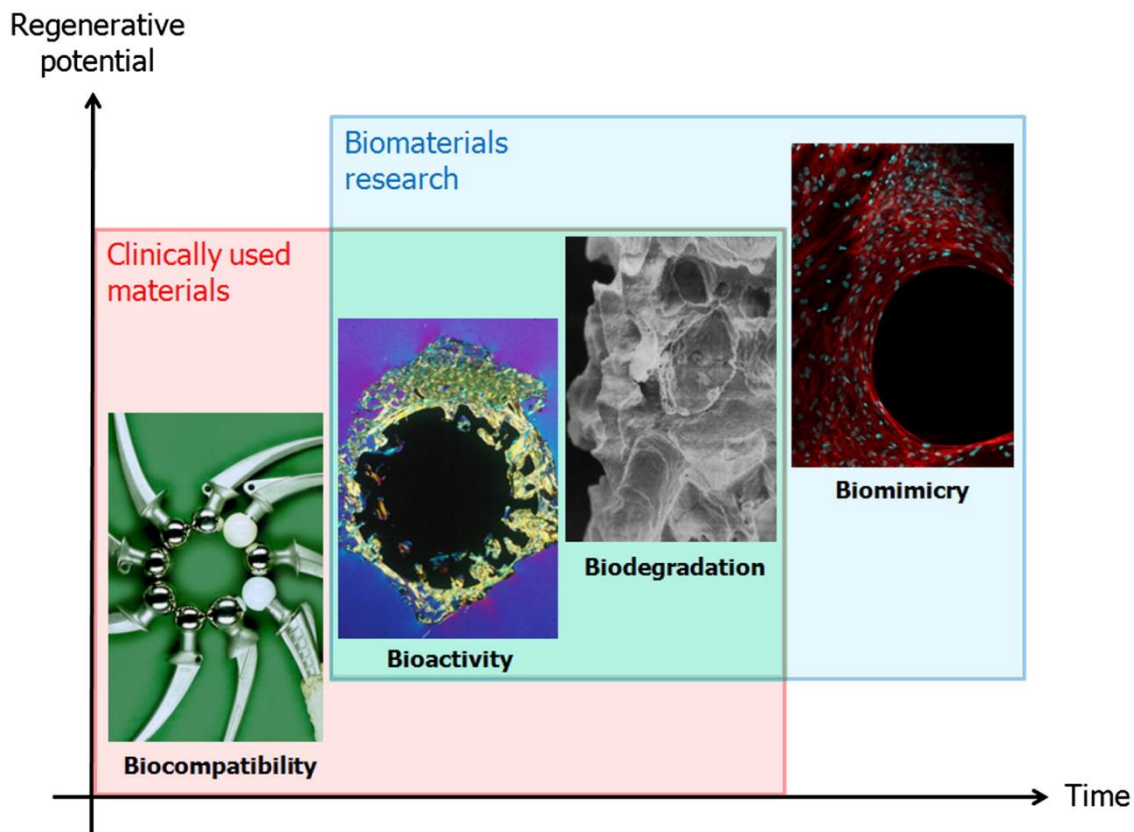 Regenerative
potential
Biomaterials
research
Clinically used
materials
Biomimicry
Biodegradation
Bioactivity
Biocompatibility
Time